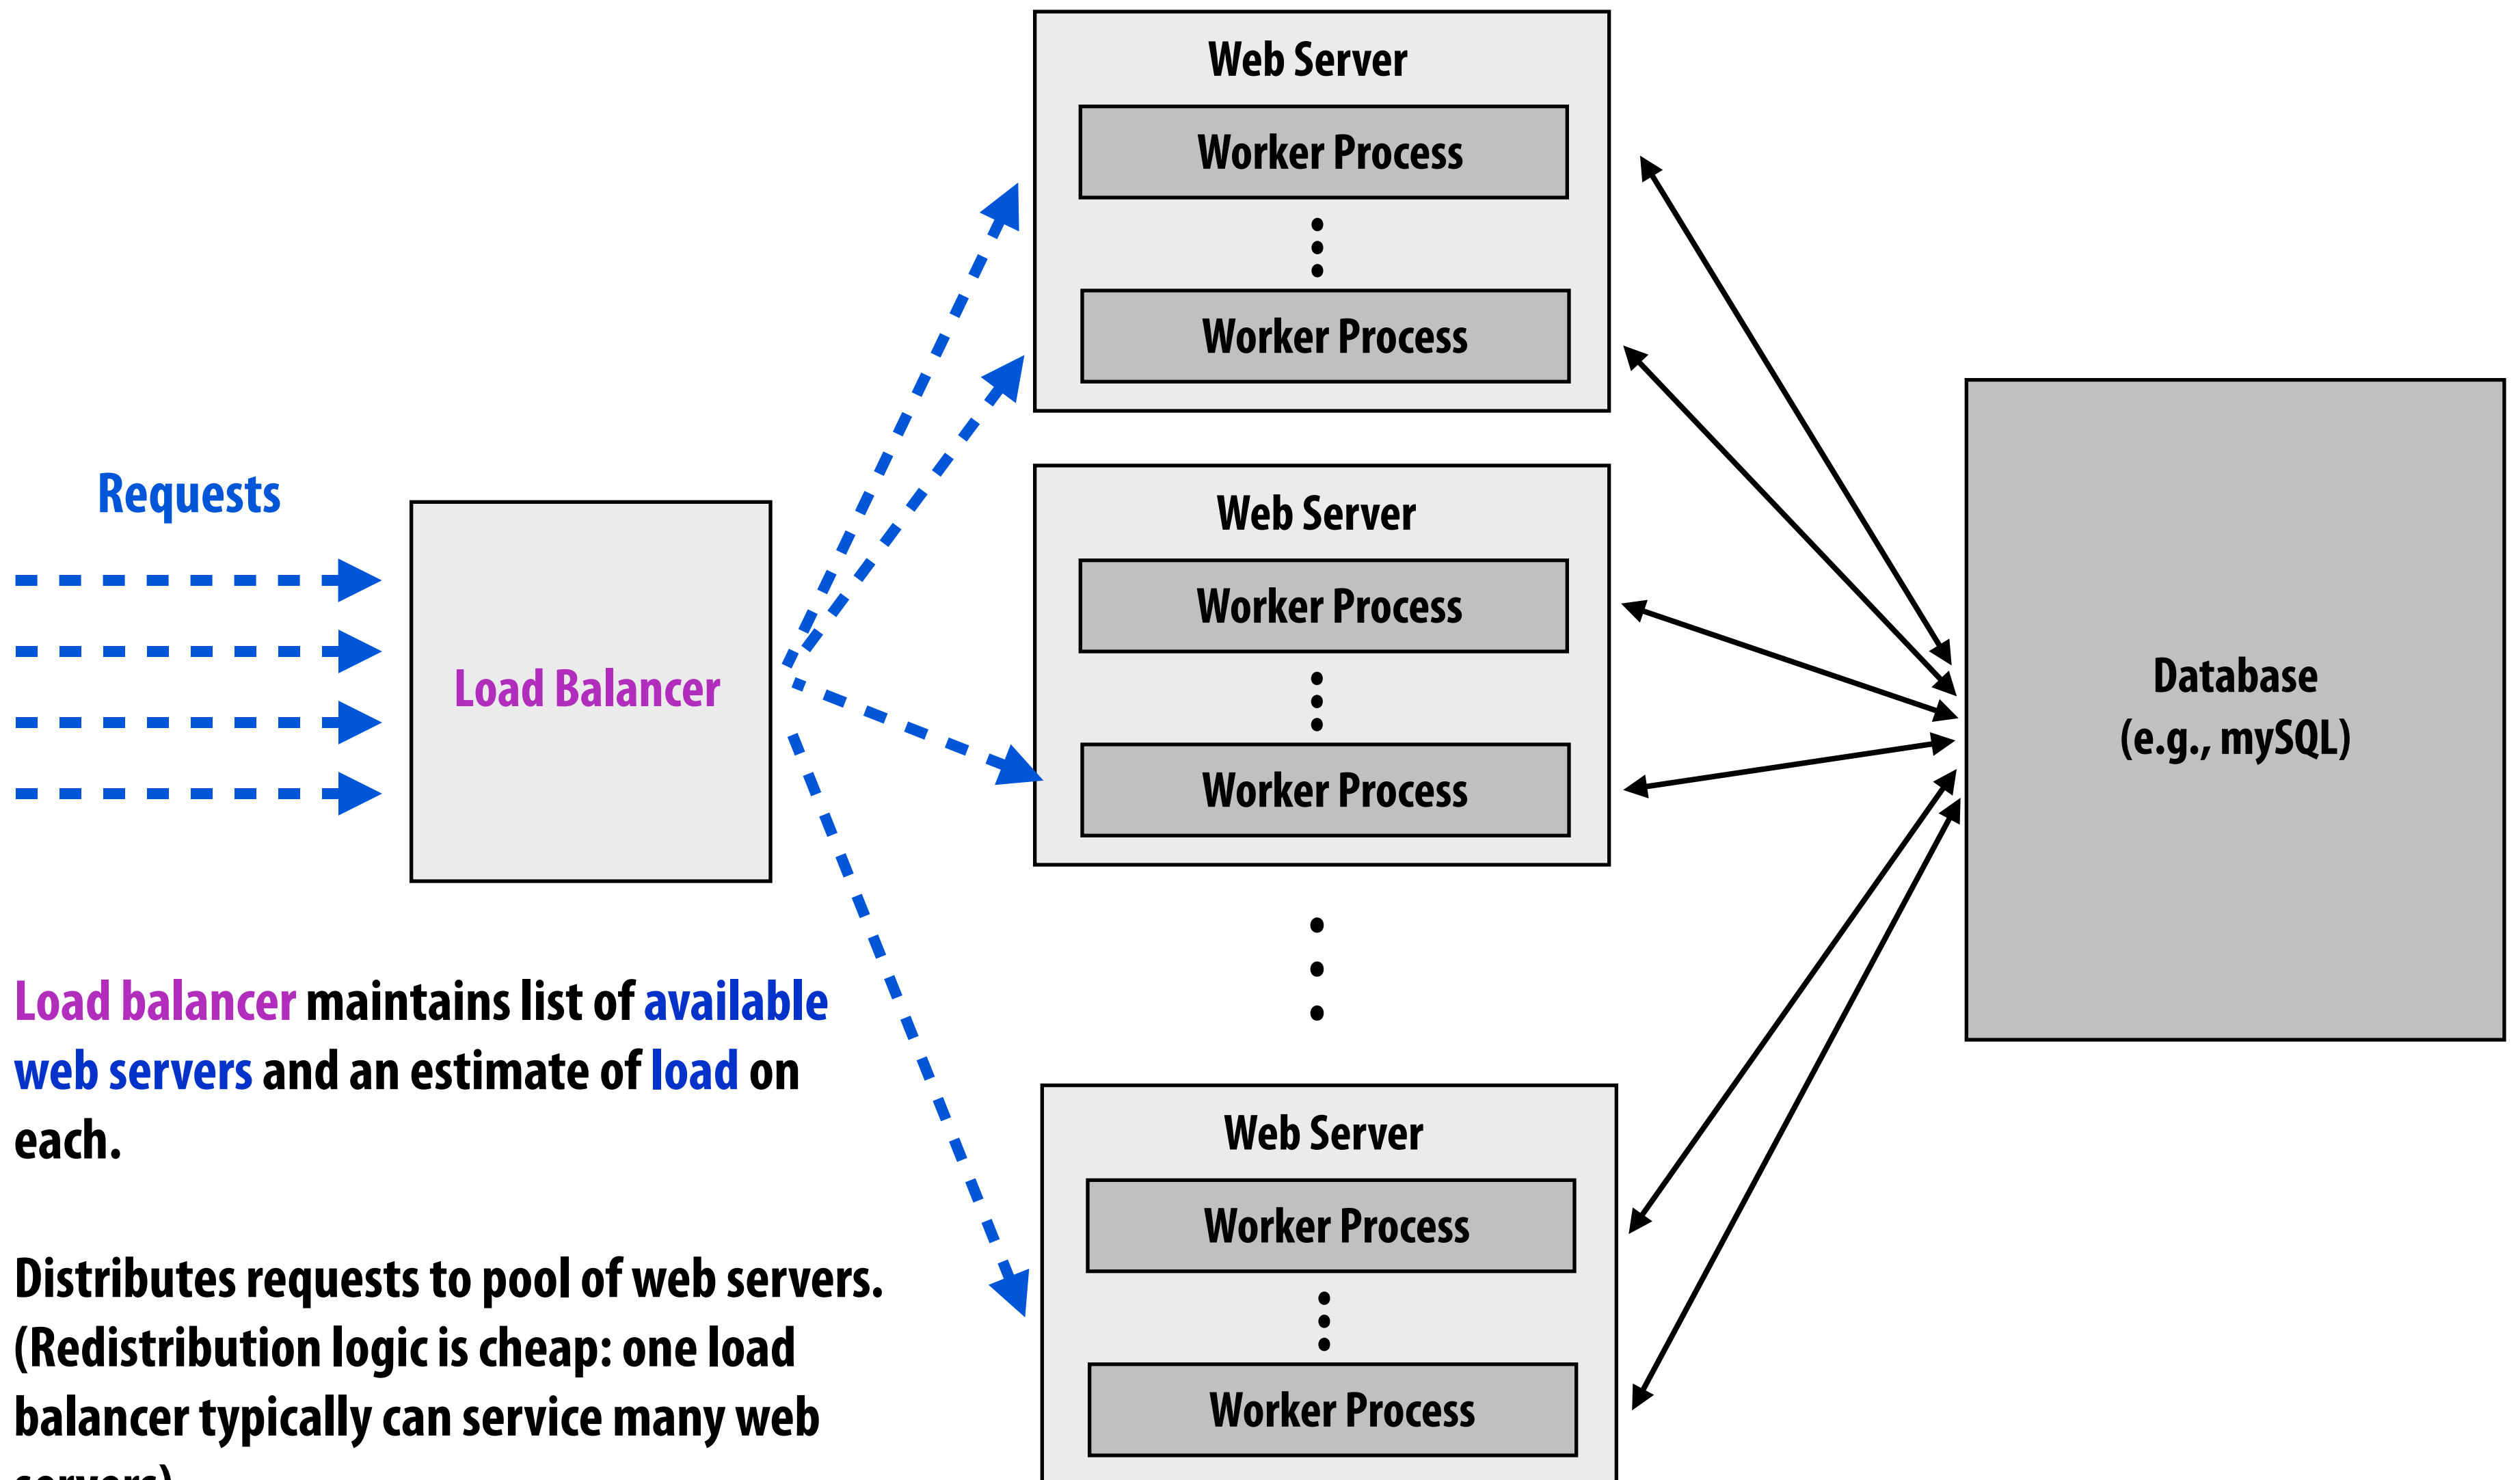 Web Server
Worker Process
Worker Process
Requests
Load Balancer
Web Server
Worker Process
Worker Process
Database
(e.g., mySQL)
Load balancer maintains list of available
web servers and an estimate of load on
each.
Distributes requests to pool of web servers.
(Redistribution logic is cheap: one load
balancer typically can service many web
servers)
Web Server
Worker Process
Worker Process